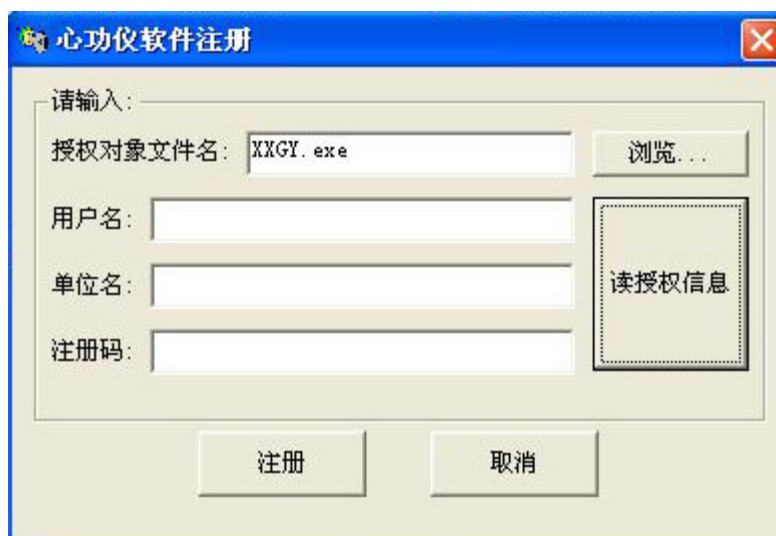 心功仪软件注册
请输入:
授权对象文件名: XXGY.exe 浏览...
用户名:
单位名: 读授权信息
注册码:
注册 取消